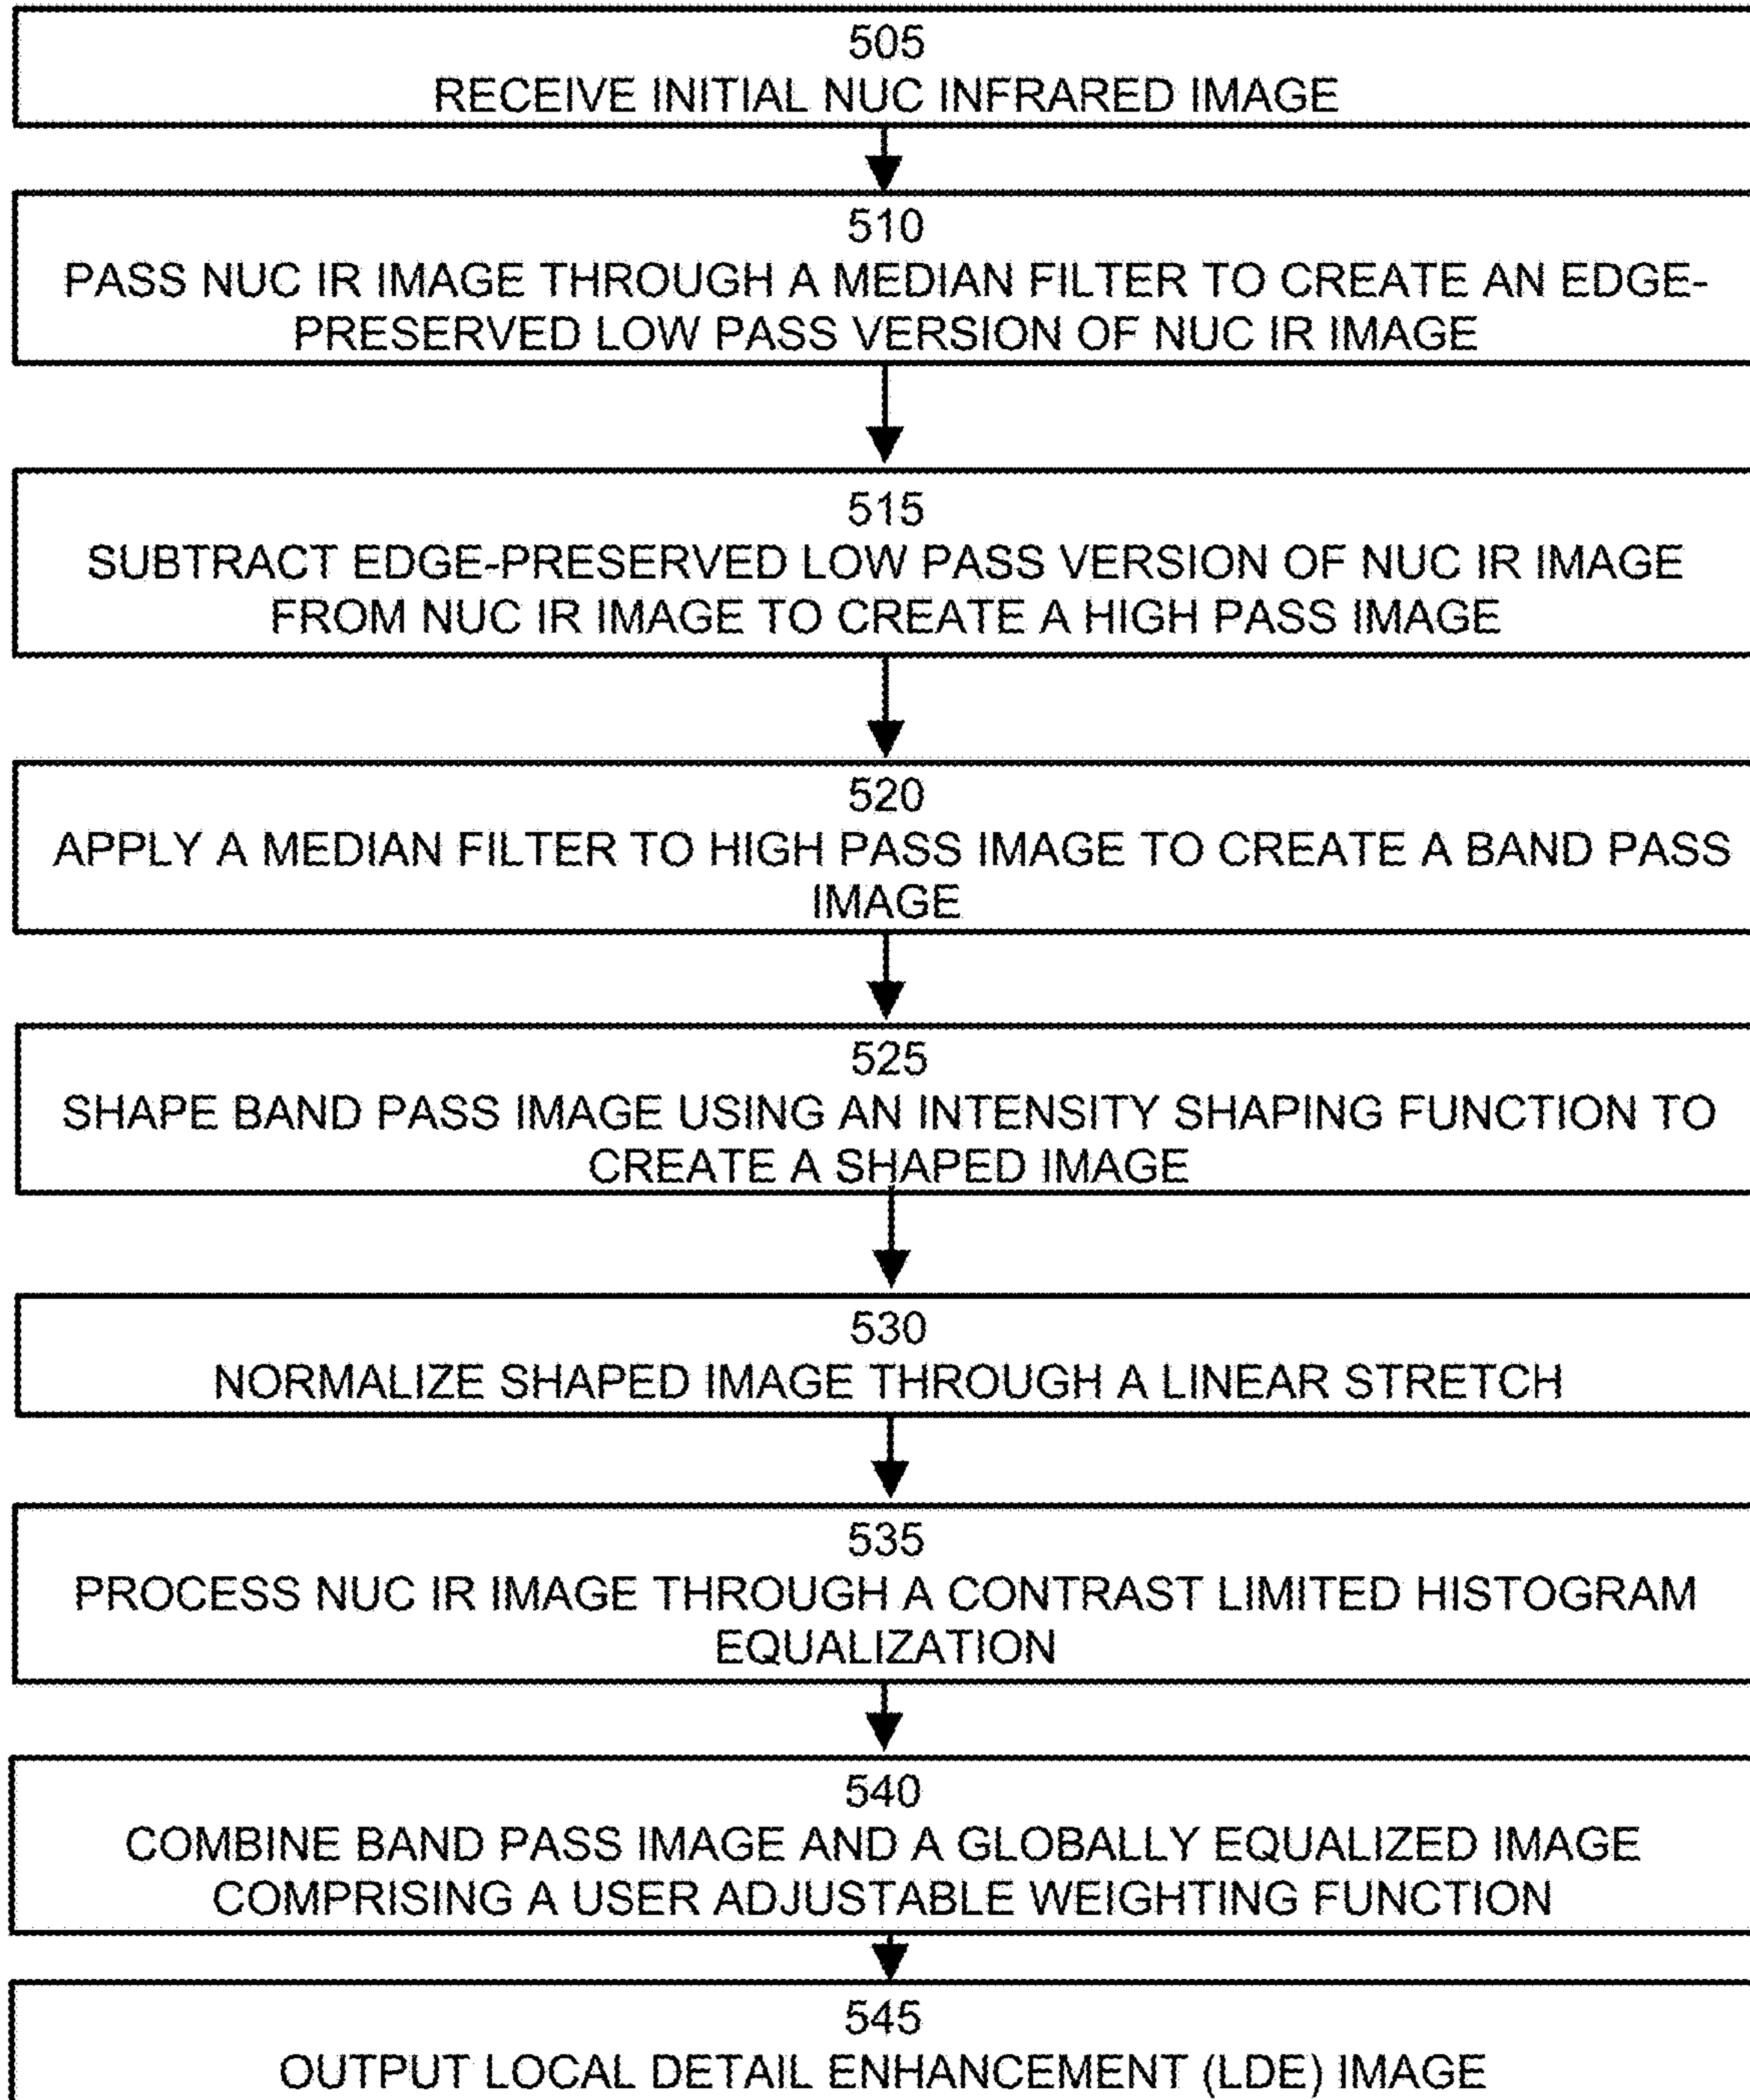 505
RECEIVE INITIAL NUC INFRARED IMAGE
510
PASS NUC IR IMAGE THROUGH A MEDIAN FILTER TO CREATE AN EDGE-
PRESERVED LOW PASS VERSION OF NUC IR IMAGE
515
SUBTRACT EDGE-PRESERVED LOW PASS VERSION OF NUC IR IMAGE
FROM NUC IR IMAGE TO CREATE A HIGH PASS IMAGE
520
APPLY A MEDIAN FILTER TO HIGH PASS IMAGE TO CREATE A BAND PASS
IMAGE
525
SHAPE BAND PASS IMAGE USING AN INTENSITY SHAPING FUNCTION TO
CREATE A SHAPED IMAGE
530
NORMALIZE SHAPED IMAGE THROUGH A LINEAR STRETCH
535
PROCESS NUC IR IMAGE THROUGH A CONTRAST LIMITED HISTOGRAM
EQUALIZATION
540
COMBINE BAND PASS IMAGE AND A GLOBALLY EQUALIZED IMAGE
COMPRISING A USER ADJUSTABLE WEIGHTING FUNCTION
545
OUTPUT LOCAL DETAIL ENHANCEMENT (LDE) IMAGE